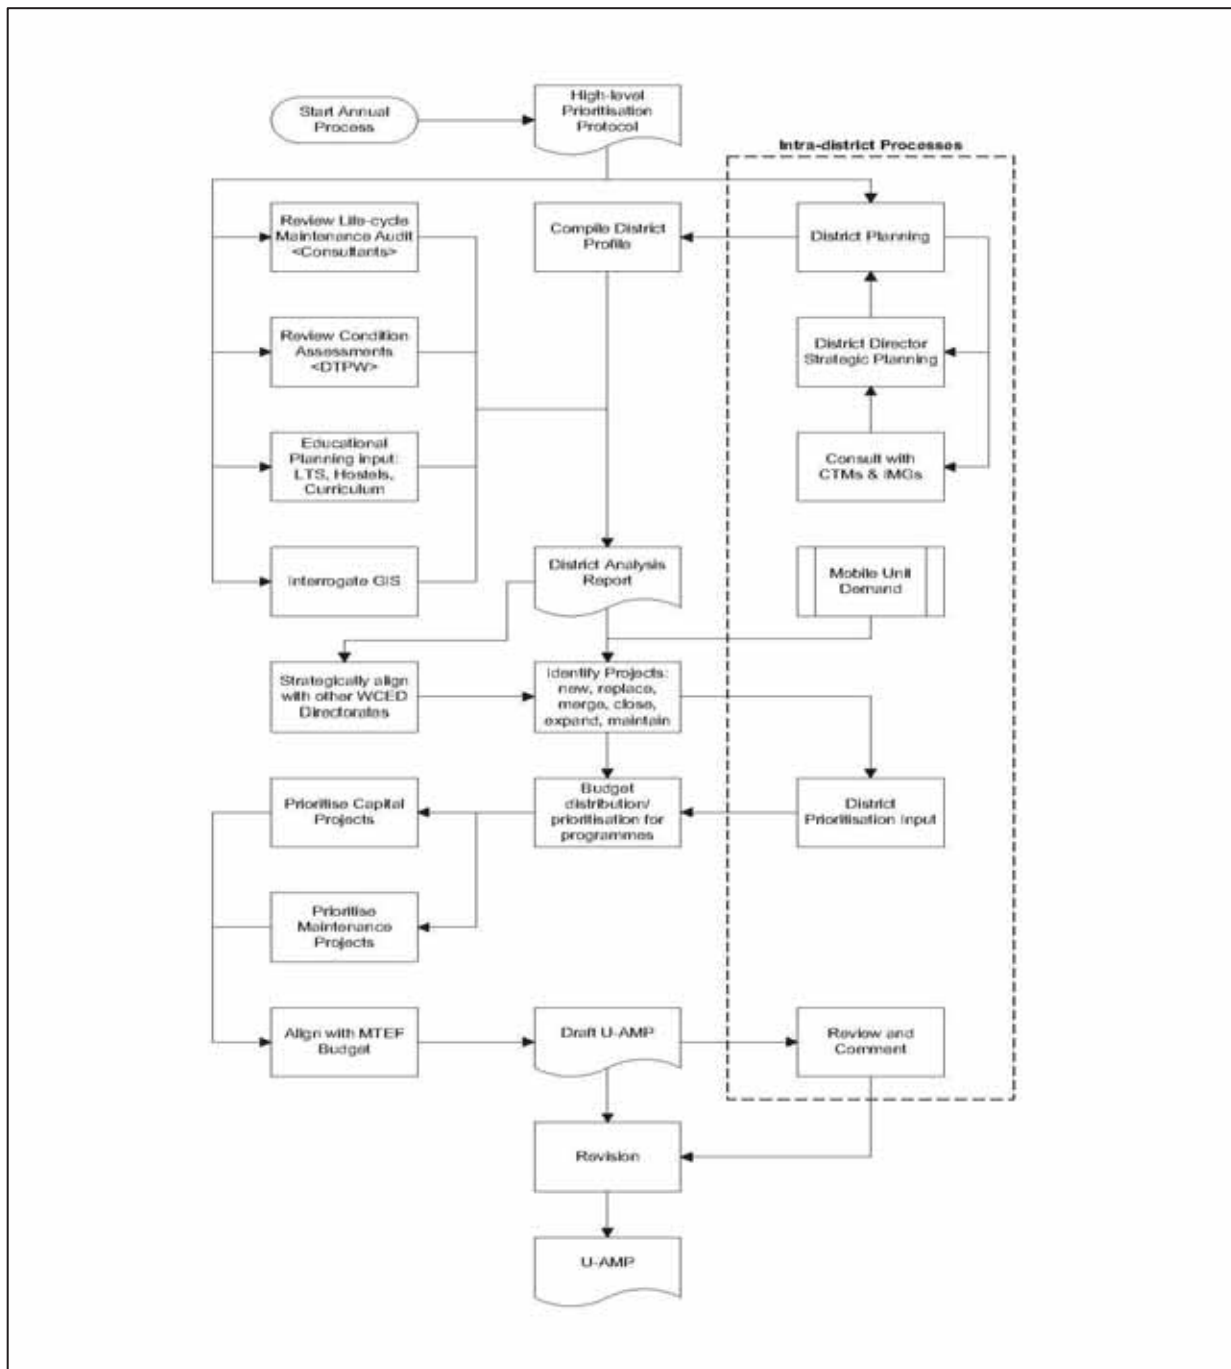 Start Annual
Process
High-level
Prioritisation
Protocol
Intra-district Processes
Review Life-cycle
Maintenance Audit
<Consultants>
Compile District
Profile
District Planning
Review Condition
Assessments
<DTPW>
District Director
Strategic Planning
Educational
Planning input:
LTS, Hostels,
Curriculum
Consult with
CTMs & IMGs
Interrogate GIS
District Analysis
Report
Mobile Unit
Demand
Strategically align
with other WCED
Directorates
Identify Projects:
new, replace,
merge, close,
expand, maintain
Prioritise Capital
Projects
Budget
distribution/
prioritisation for
programmes
District
Prioritisation Input
Prioritise
Maintenance
Projects
Align with MTEF
Budget
Draft U-AMP
Review and
Comment
Revision
U-AMP